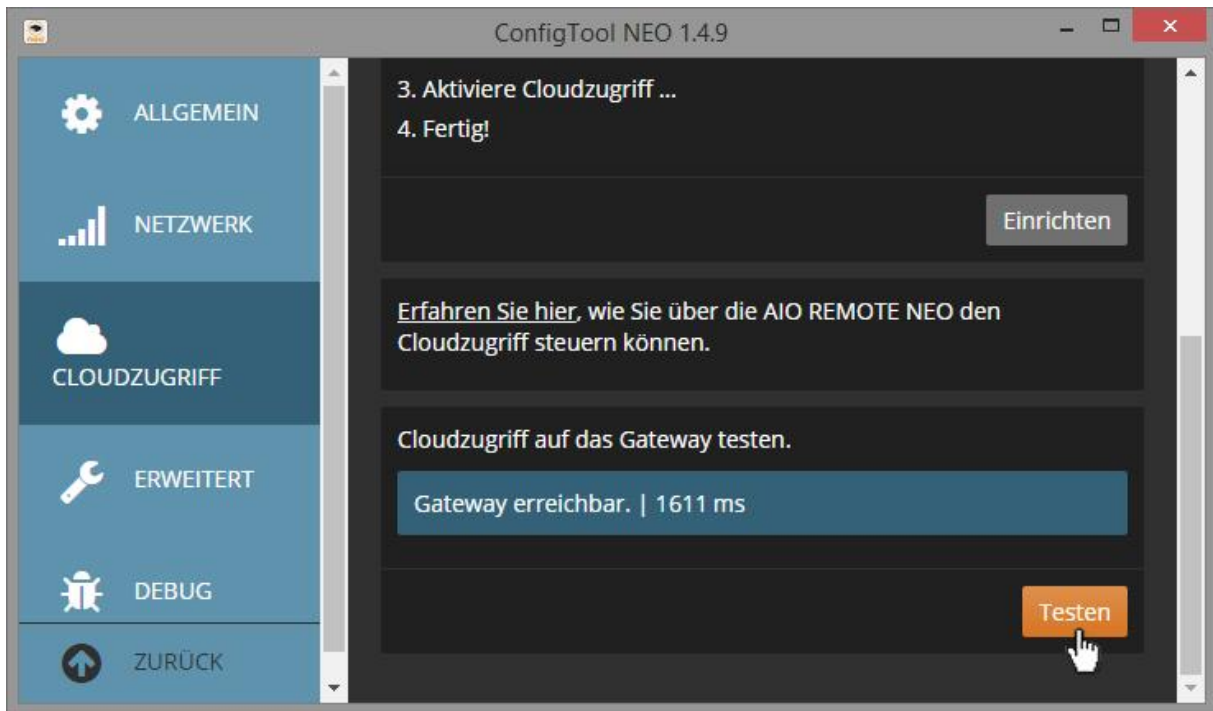 ConfigTool NEO 1.4.9
ALLGEMEIN
NETZWERK
CLOUDZUGRIFF
ERWEITERT
DEBUG
ZURÜCK
3. Aktiviere Cloudzugriff ...
4. Fertig!
Einrichten
Erfahren Sie hier, wie Sie über die AIO REMOTE NEO den
Cloudzugriff steuern können.
Cloudzugriff auf das Gateway testen.
Gateway erreichbar. | 1611 ms
Testen